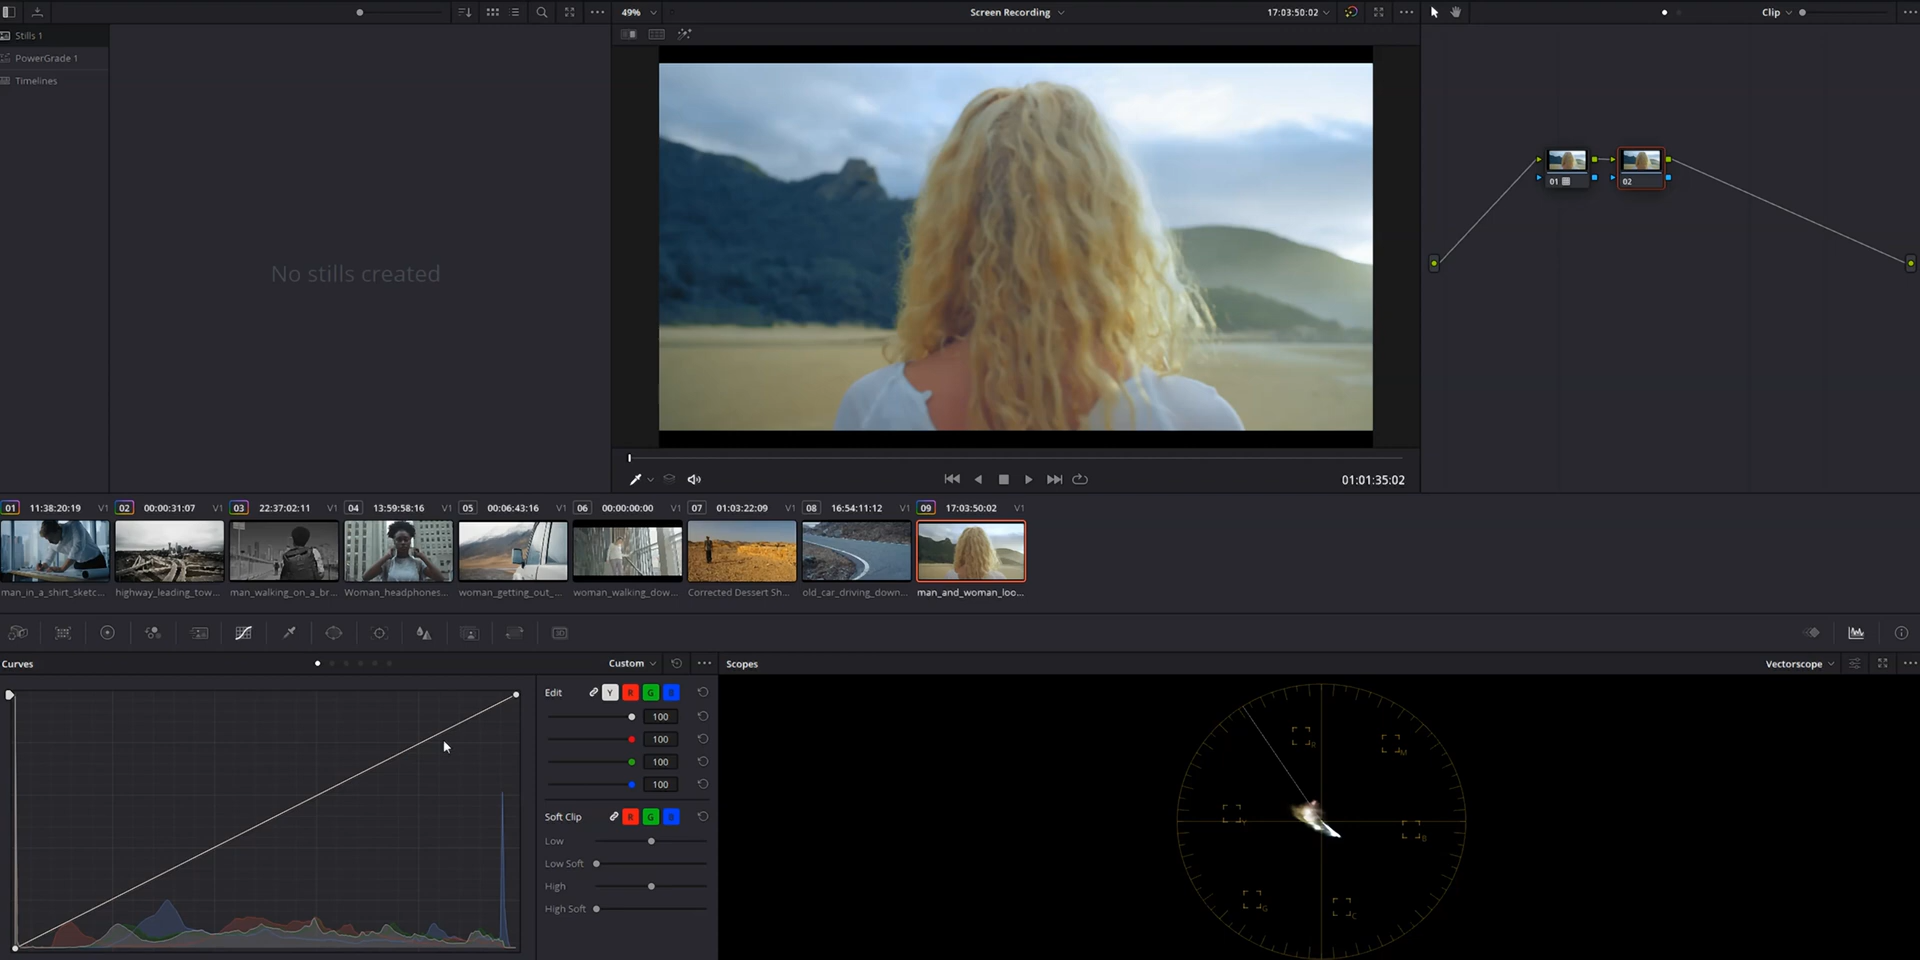 49%
Screen Recording
17:03:50:02
Clip
Stills 1
PowerGrade 1
Timelines
No stills created
01
02
01:01:35:02
01 11:38:20:19 V1
02 00:00:31:07 V1
03 22:37:02:11 V1
04 13:59:58:16 V1
05 00:06:43:16 V1
06 00:00:00:00 V1
07 01:03:22:09 V1
08 16:54:11:12 V1
09 17:03:50:02 V1
man_in_a_shirt_sketc...
highway_leading_tow...
man_walking_on_a_br...
Woman_headphones...
woman_getting_out_...
woman_walking_dow...
Corrected Dessert Sh...
old_car_driving_down...
man_and_woman_loo...
3D
Curves
Custom
Scopes
Vectorscope
Edit Y R G B
100
100
100
100
Soft Clip R G B
Low
Low Soft
High
High Soft
R
M
Y
B
G
C